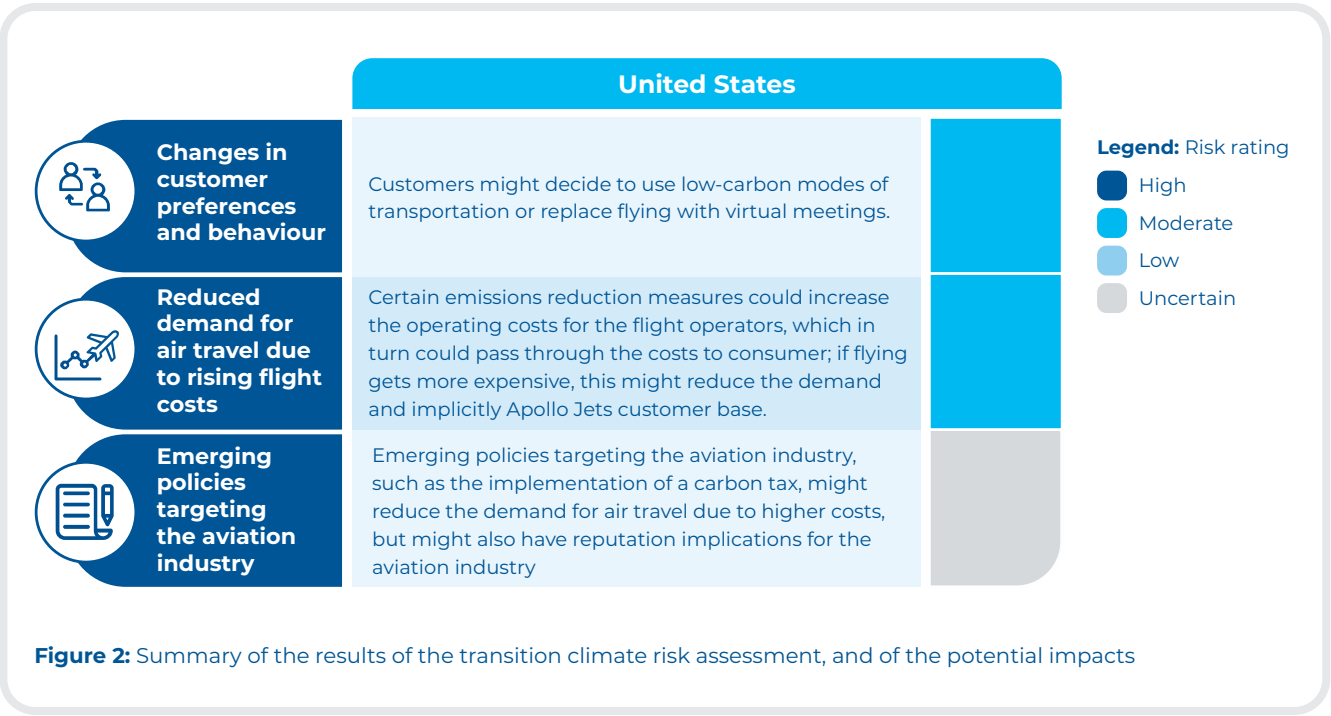 United States
Changes in
customer
preferences
and behaviour
Customers might decide to use low-carbon modes of
transportation or replace flying with virtual meetings.
Reduced
demand for
air travel due
to rising flight
costs
Certain emissions reduction measures could increase
the operating costs for the flight operators, which in
turn could pass through the costs to consumer; if flying
gets more expensive, this might reduce the demand
and implicitly Apollo Jets customer base.
Emerging
policies
targeting
the aviation
industry
Emerging policies targeting the aviation industry,
such as the implementation of a carbon tax, might
reduce the demand for air travel due to higher costs,
but might also have reputation implications for the
aviation industry
Legend: Risk rating
High
Moderate
Low
Uncertain
Figure 2: Summary of the results of the transition climate risk assessment, and of the potential impacts